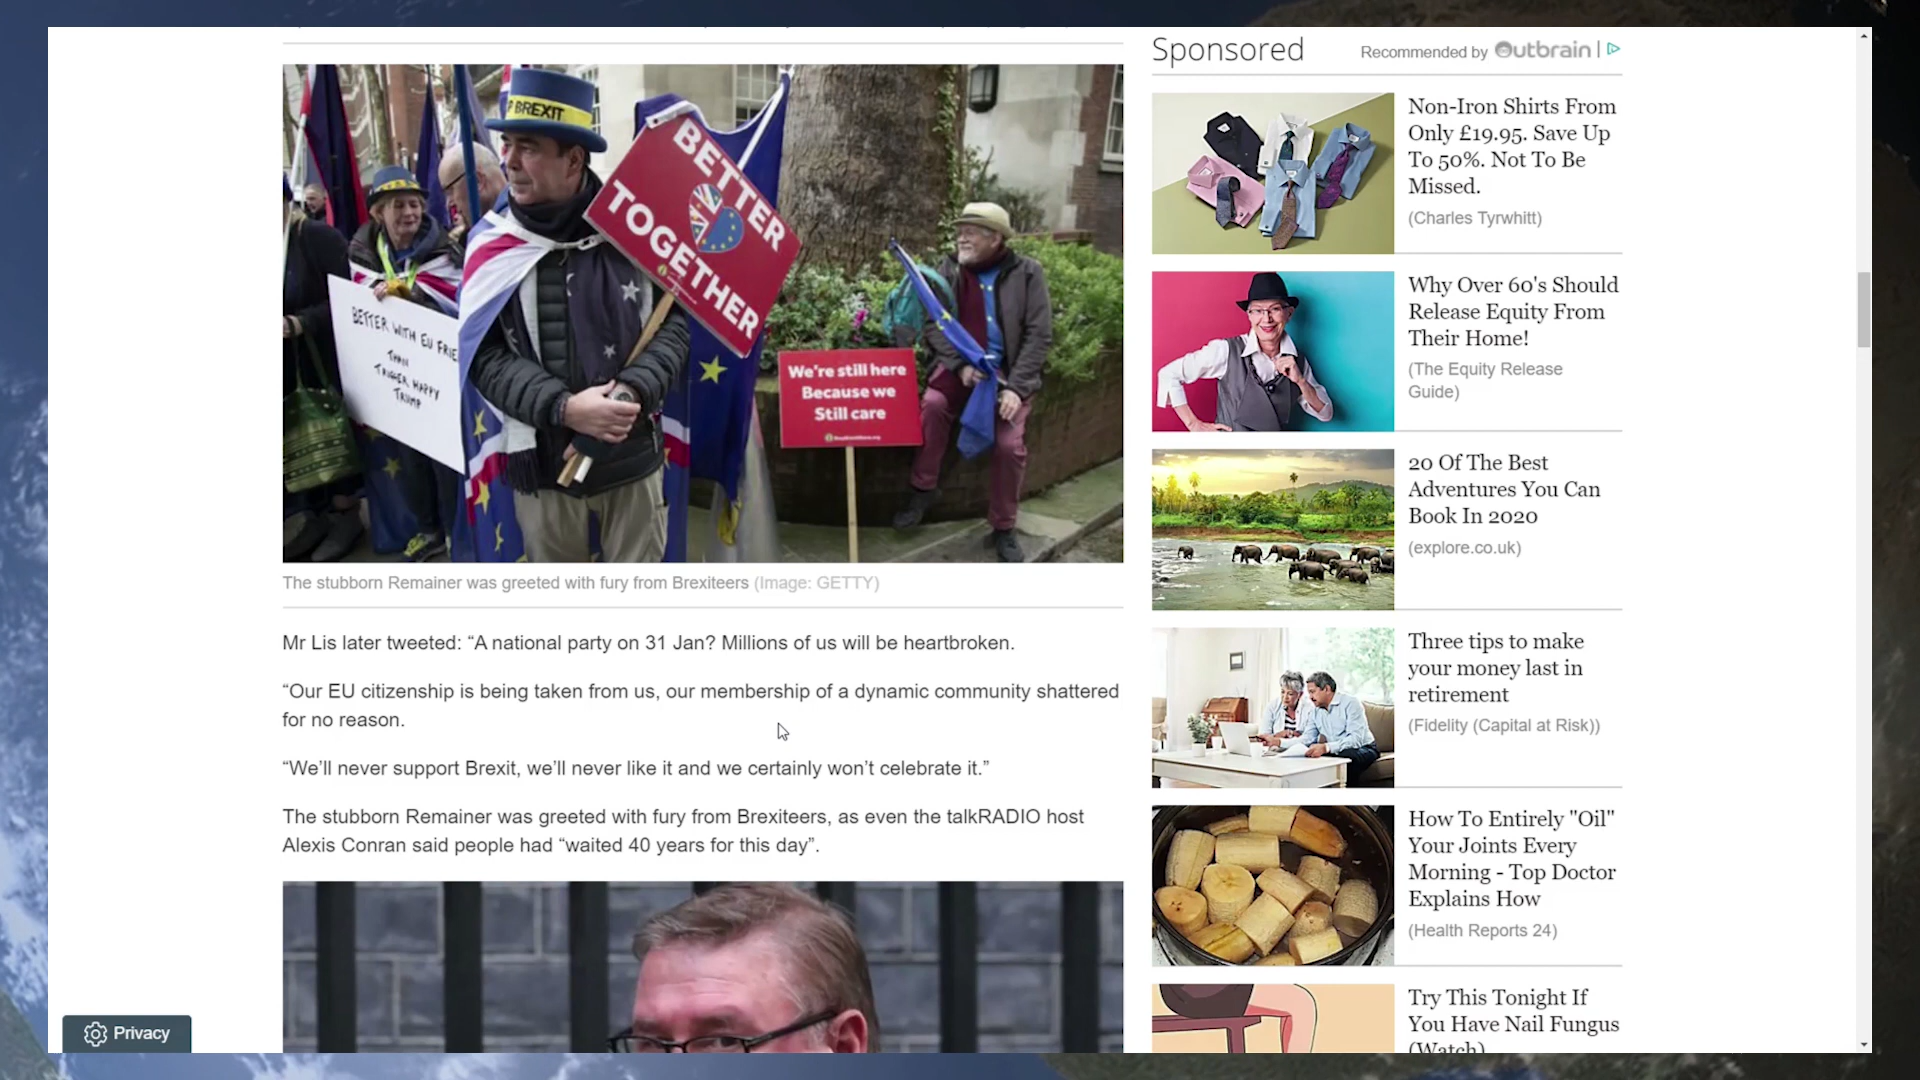 P BREXIT
BETTER
TOGETHER
BETTER WITH EU FRIE
THAN
TRIGGER HAPPY
TRUMP
We're still here
Because we
Still care
The stubborn Remainer was greeted with fury from Brexiteers (Image: GETTY)
Mr Lis later tweeted: “A national party on 31 Jan? Millions of us will be heartbroken.
“Our EU citizenship is being taken from us, our membership of a dynamic community shattered
for no reason.
“We’ll never support Brexit, we’ll never like it and we certainly won’t celebrate it.”
The stubborn Remainer was greeted with fury from Brexiteers, as even the talkRADIO host
Alexis Conran said people had “waited 40 years for this day”.
Privacy
Sponsored
Recommended by Outbrain |
Non-Iron Shirts From
Only £19.95. Save Up
To 50%. Not To Be
Missed.
(Charles Tyrwhitt)
Why Over 60's Should
Release Equity From
Their Home!
(The Equity Release
Guide)
20 Of The Best
Adventures You Can
Book In 2020
(explore.co.uk)
Three tips to make
your money last in
retirement
(Fidelity (Capital at Risk))
How To Entirely "Oil"
Your Joints Every
Morning - Top Doctor
Explains How
(Health Reports 24)
Try This Tonight If
You Have Nail Fungus
(Watch)